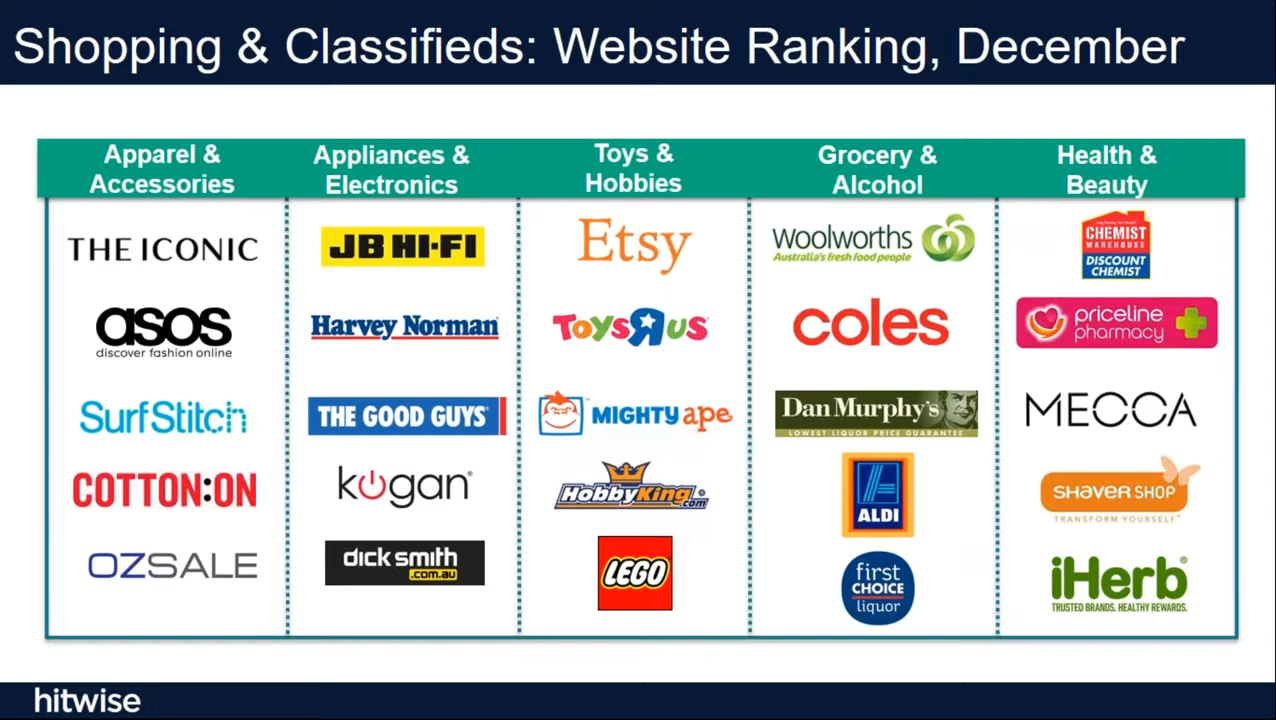 Shopping & Classifieds: Website Ranking, December
Apparel &
Accessories
Appliances &
Electronics
Toys &
Hobbies
Grocery &
Alcohol
Health &
Beauty
THE ICONIC
JB HI-FI
Etsy
Woolworths
Australia's fresh food people
CHEMIST
WAREHOUSE
DISCOUNT
CHEMIST
asos
discover fashion online
Harvey Norman
ToysRus
coles
priceline
pharmacy
SurfStitch
THE GOOD GUYS
MIGHTY ape
Dan Murphy's
LOWEST LIQUOR PRICE GUARANTEE
MECCA
COTTON:ON
kogan
HobbyKing
.com
ALDI
SHAVER SHOP
TRANSFORM YOURSELF™
OZSALE
dick smith
.com.au
LEGO
first
CHOICE
liquor
iHerb®
TRUSTED BRANDS. HEALTHY REWARDS.
hitwise